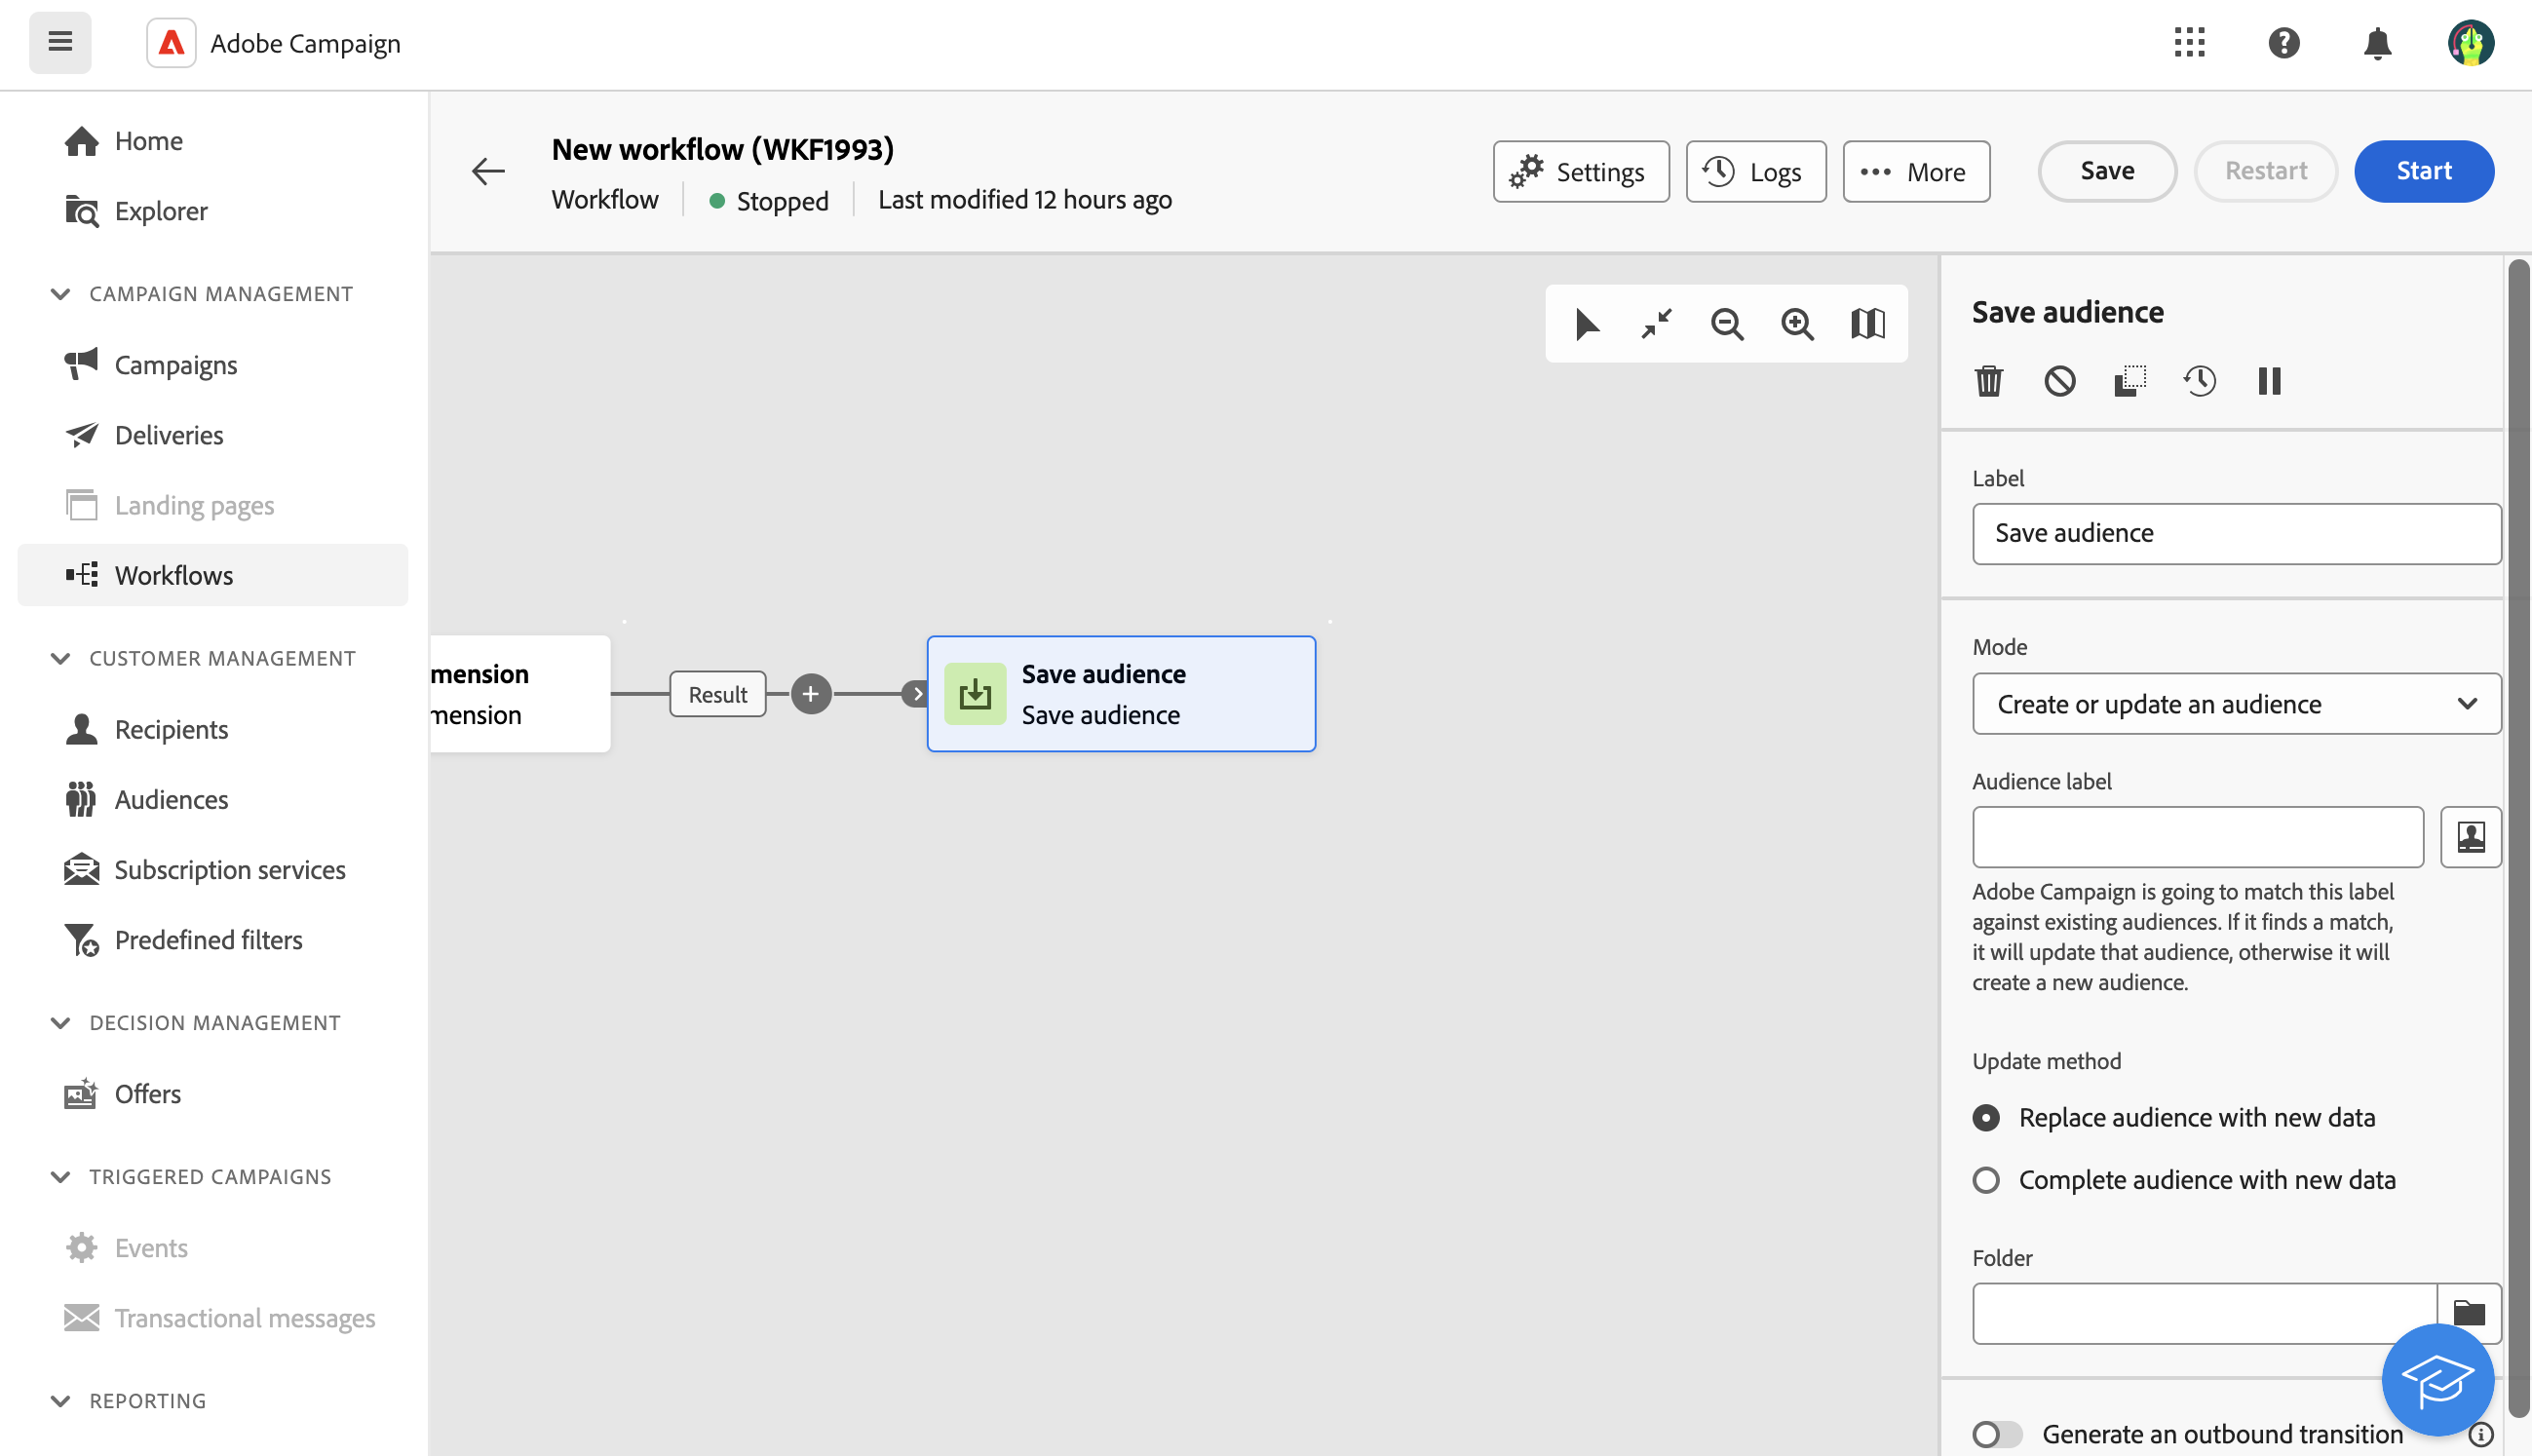 Adobe Campaign
Home
Explorer
CAMPAIGN MANAGEMENT
Campaigns
Deliveries
Landing pages
Workflows
CUSTOMER MANAGEMENT
Recipients
Audiences
Subscription services
Predefined filters
DECISION MANAGEMENT
Offers
TRIGGERED CAMPAIGNS
Events
Transactional messages
REPORTING
New workflow (WKF1993)
Workflow
Stopped
Last modified 12 hours ago
Settings
Logs
More
Save
Restart
Start
mension
mension
Result
Save audience
Save audience
Save audience
Label
Save audience
Mode
Create or update an audience
Audience label
Adobe Campaign is going to match this label
against existing audiences. If it finds a match,
it will update that audience, otherwise it will
create a new audience.
Update method
Replace audience with new data
Complete audience with new data
Folder
Generate an outbound transition